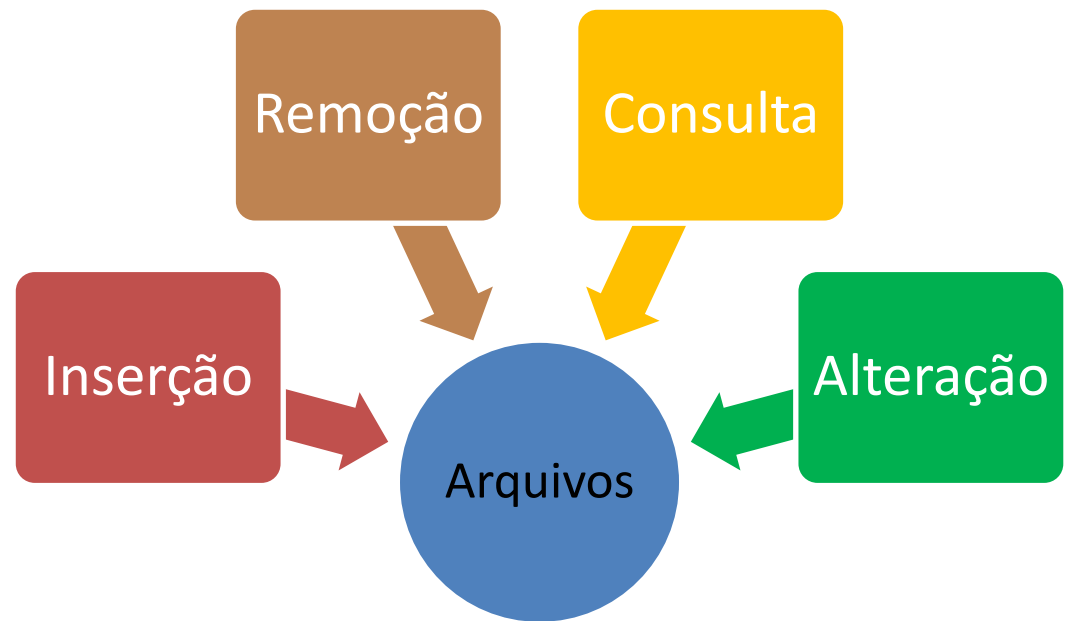 Remoção
Consulta
Inserção
Alteração
Arquivos